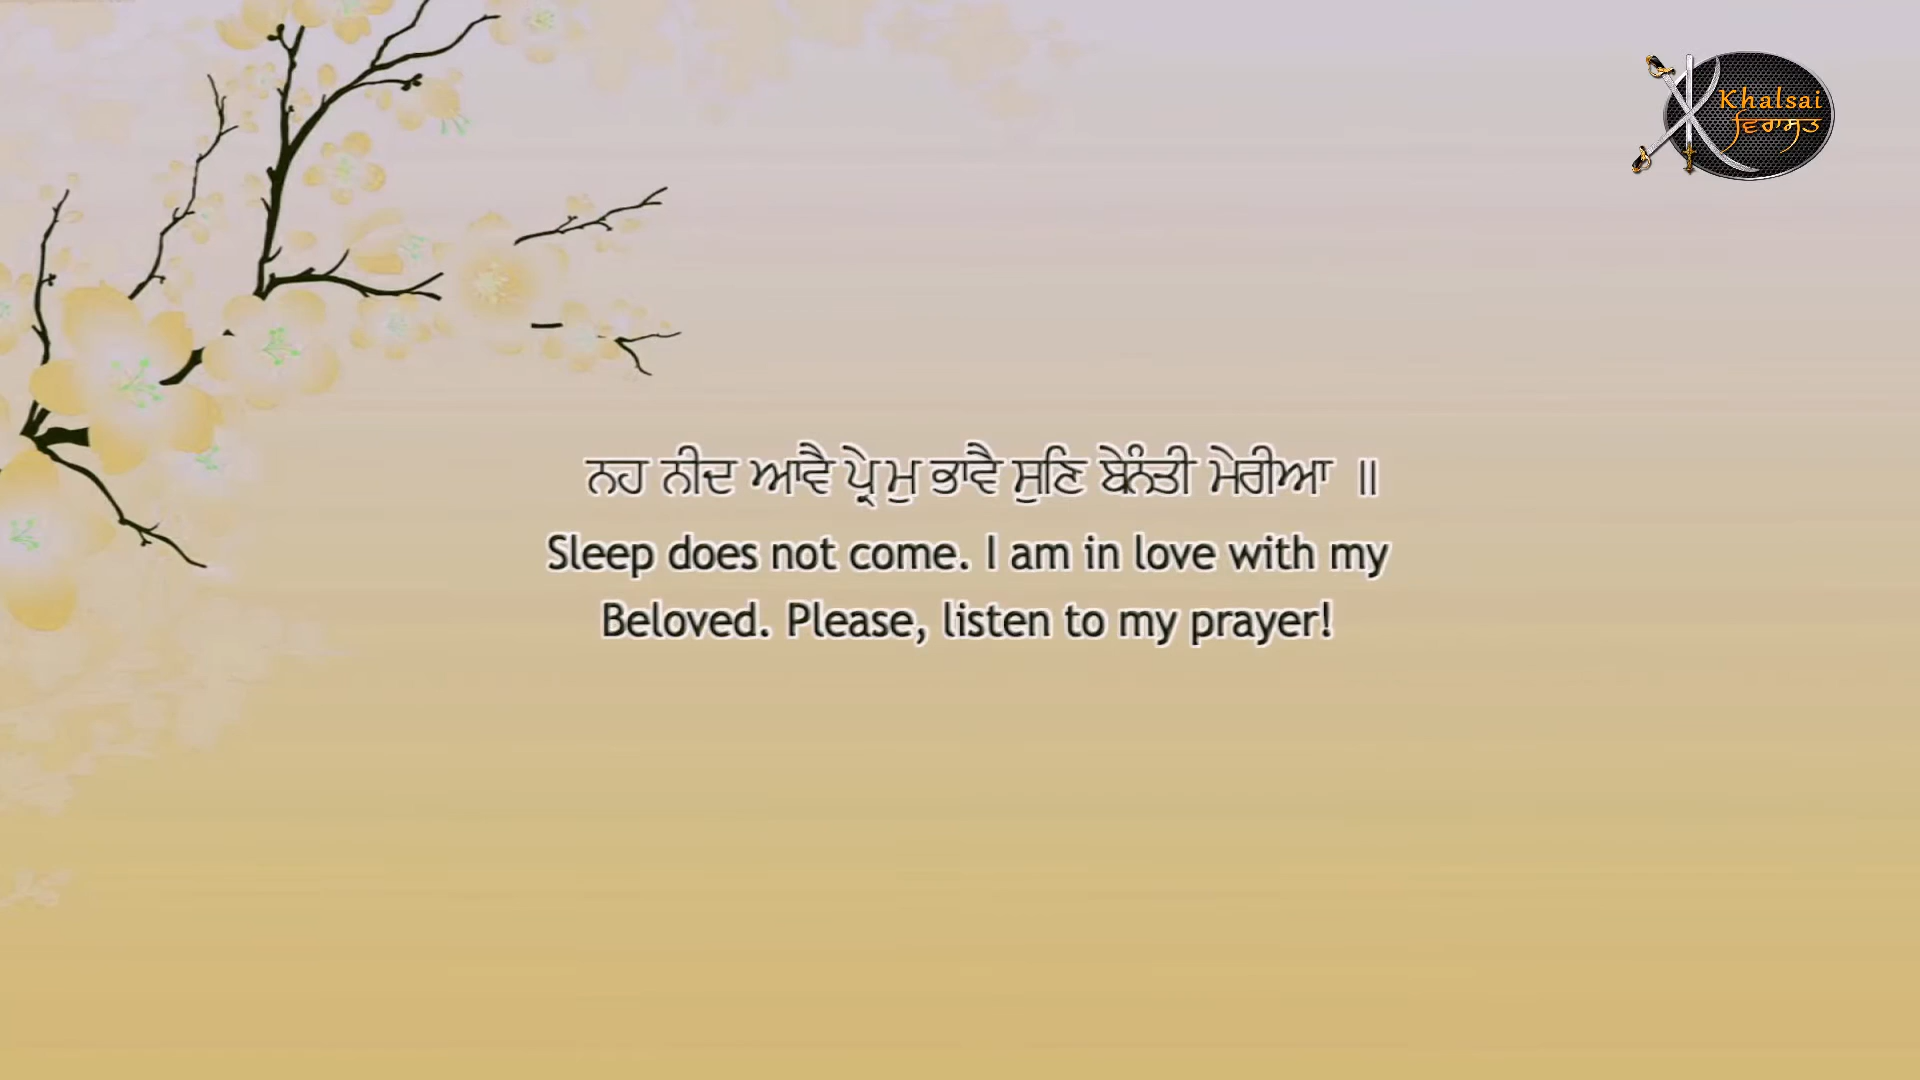 Khalsai
ਵਿਰਾਸਤ
ਨਹ ਨੀਦ ਆਵੈ ਪ੍ਰੇਮੁ ਭਾਵੈ ਸੁਣਿ ਬੇਨੰਤੀ ਮੇਰੀਆ ॥
Sleep does not come. I am in love with my
Beloved. Please, listen to my prayer!